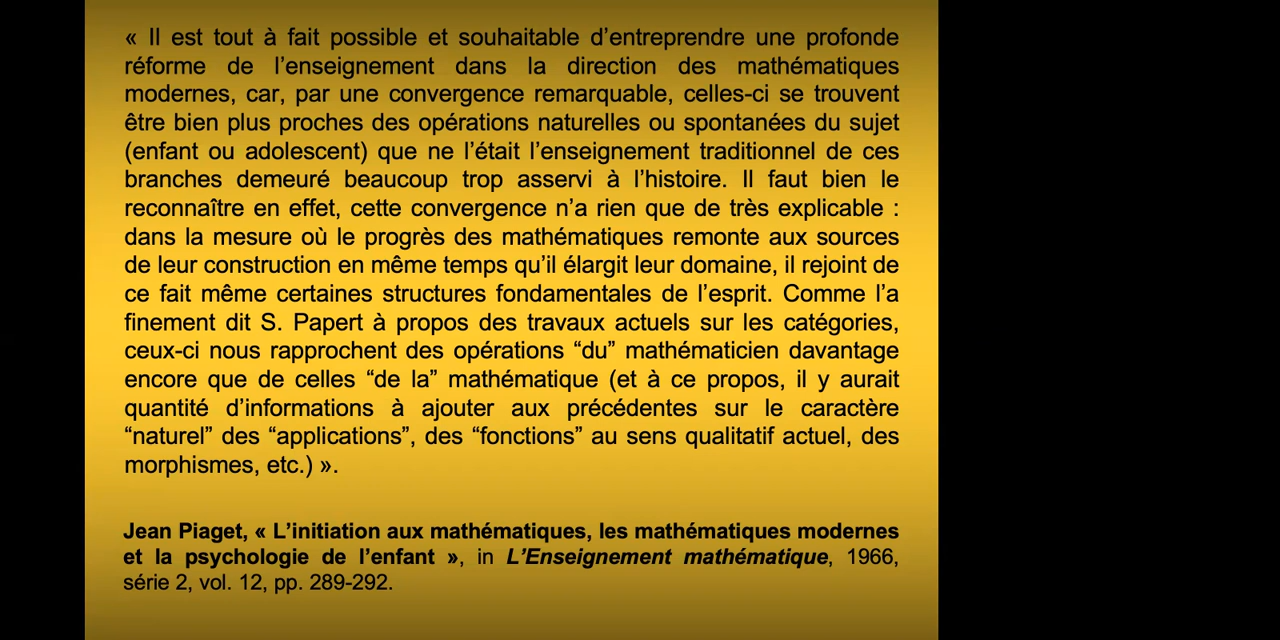 « Il est tout à fait possible et souhaitable d’entreprendre une profonde
réforme de l’enseignement dans la direction des mathématiques
modernes, car, par une convergence remarquable, celles-ci se trouvent
être bien plus proches des opérations naturelles ou spontanées du sujet
(enfant ou adolescent) que ne l’était l’enseignement traditionnel de ces
branches demeuré beaucoup trop asservi à l’histoire. Il faut bien le
reconnaître en effet, cette convergence n’a rien que de très explicable :
dans la mesure où le progrès des mathématiques remonte aux sources
de leur construction en même temps qu’il élargit leur domaine, il rejoint de
ce fait même certaines structures fondamentales de l’esprit. Comme l’a
finement dit S. Papert à propos des travaux actuels sur les catégories,
ceux-ci nous rapprochent des opérations “du” mathématicien davantage
encore que de celles “de la” mathématique (et à ce propos, il y aurait
quantité d’informations à ajouter aux précédentes sur le caractère
“naturel” des “applications”, des “fonctions” au sens qualitatif actuel, des
morphismes, etc.) ».
Jean Piaget, « L’initiation aux mathématiques, les mathématiques modernes
et la psychologie de l’enfant », in L’Enseignement mathématique, 1966,
série 2, vol. 12, pp. 289-292.